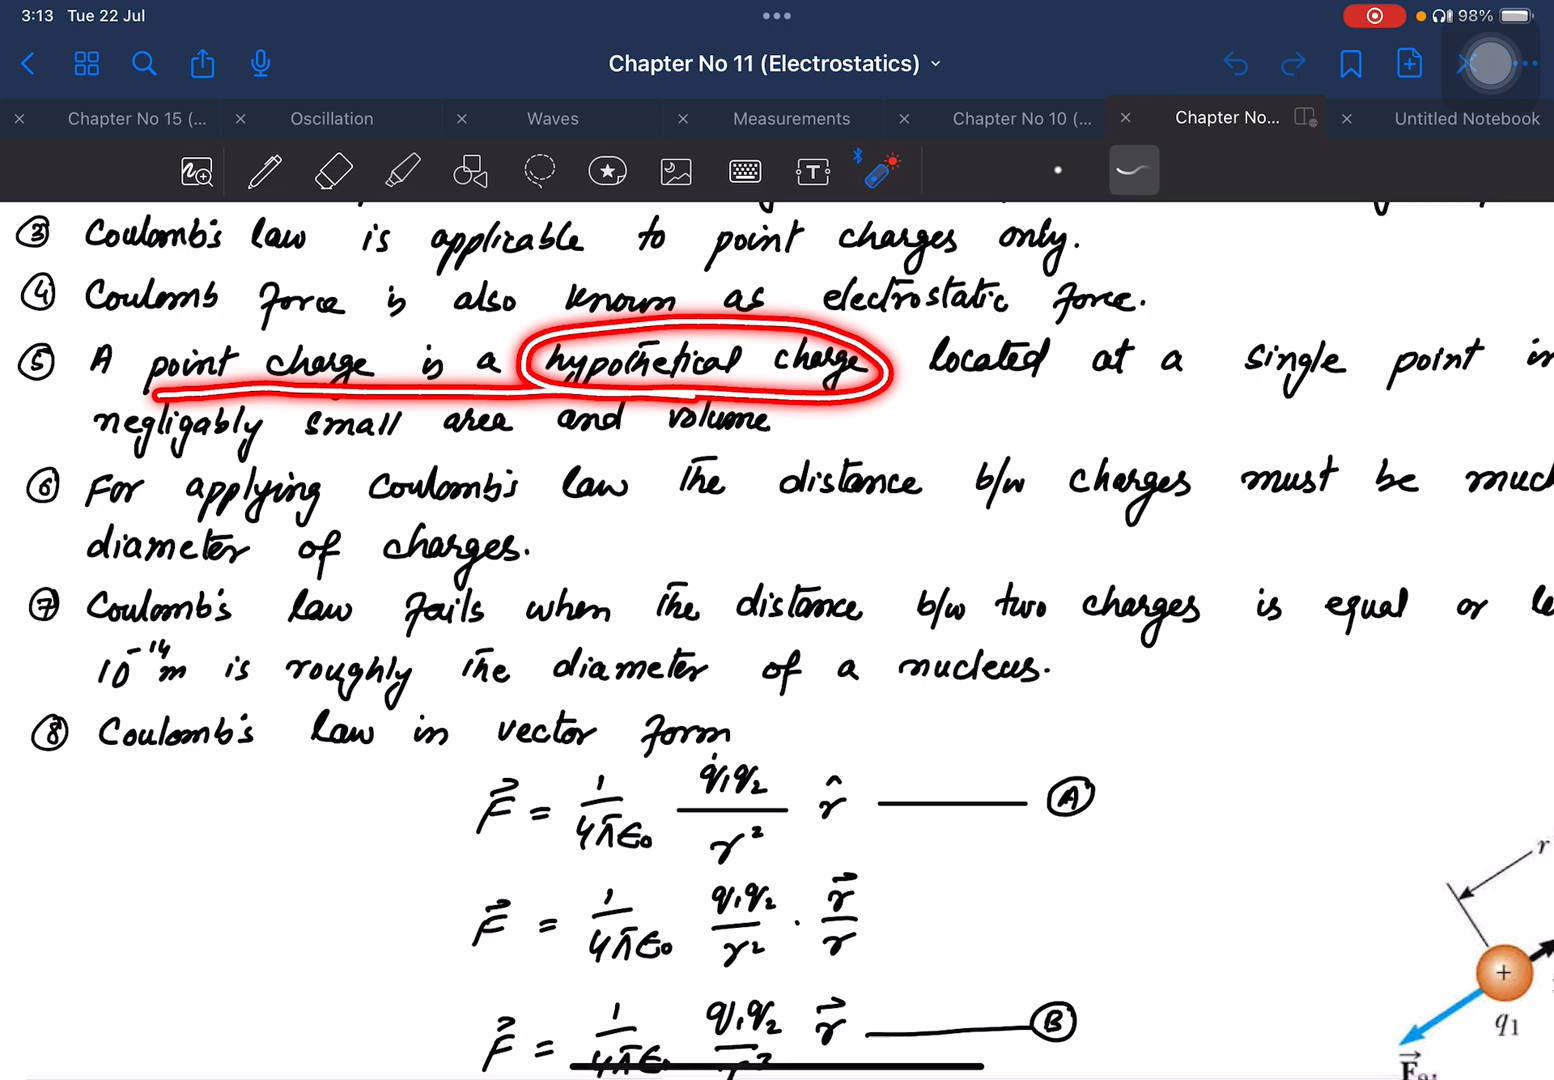 3:13 Tue 22 Jul
98%
Chapter No 11 (Electrostatics)
Chapter No 15 (...
Oscillation
Waves
Measurements
Chapter No 10 (...
Chapter No...
Untitled Notebook
T
③ Coulomb's law is applicable to point charges only.
④ Coulomb force is also known as electrostatic force.
⑤ A point charge is a hypothetical charge located at a single point in
negligably small area and volume
⑥ For applying Coulomb's law the distance b/w charges must be muc
diameter of charges.
⑦ Coulomb's law fails when the distance b/w two charges is equal or le
10⁻¹⁴m is roughly the diameter of a nucleus.
⑧ Coulomb's law in vector form
F⃗ = 1/4πε₀ q₁q₂/r² r̂ Ⓐ
F⃗ = 1/4πε₀ q₁q₂/r² · r⃗/r
F⃗ = 1/4πε₀ q₁q₂/r³ r⃗ Ⓑ
r
+
q1
F⃗₂₁